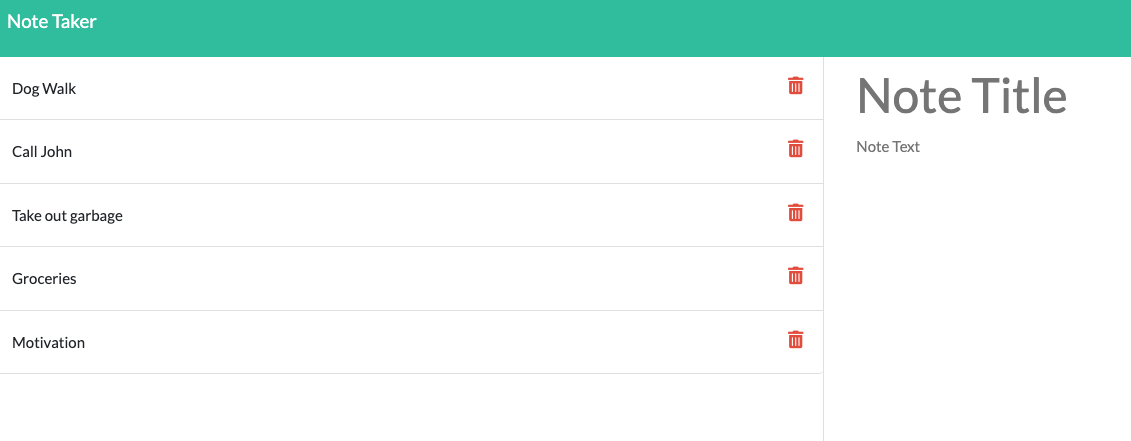 Note Taker
Dog Walk
Call John
Take out garbage
Groceries
Motivation
Note Title
Note Text